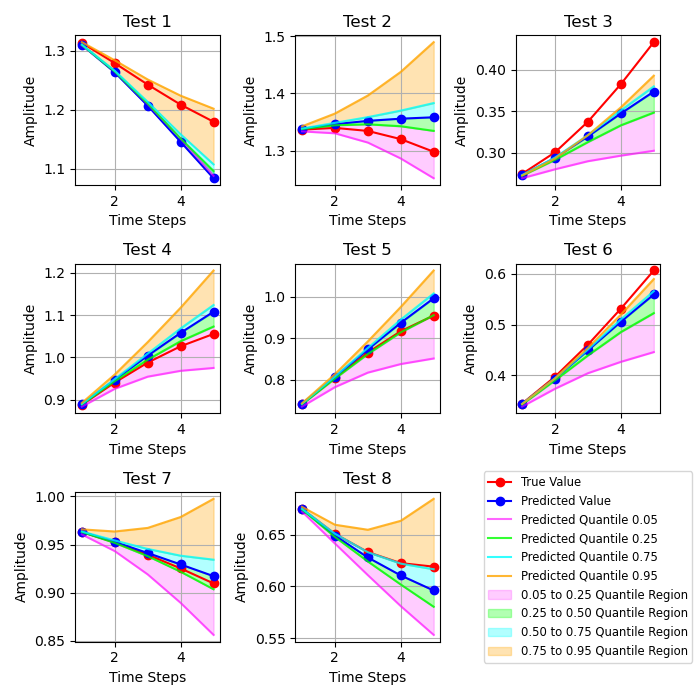 Test 1
Amplitude
1.3
1.2
1.1
2 4
Time Steps
Test 2
Amplitude
1.5
1.4
1.3
2 4
Time Steps
Test 3
Amplitude
0.40
0.35
0.30
2 4
Time Steps
Test 4
Amplitude
1.2
1.1
1.0
0.9
2 4
Time Steps
Test 5
Amplitude
1.0
0.9
0.8
2 4
Time Steps
Test 6
Amplitude
0.6
0.5
0.4
2 4
Time Steps
Test 7
Amplitude
1.00
0.95
0.90
0.85
2 4
Time Steps
Test 8
Amplitude
0.65
0.60
0.55
2 4
Time Steps
True Value
Predicted Value
Predicted Quantile 0.05
Predicted Quantile 0.25
Predicted Quantile 0.75
Predicted Quantile 0.95
0.05 to 0.25 Quantile Region
0.25 to 0.50 Quantile Region
0.50 to 0.75 Quantile Region
0.75 to 0.95 Quantile Region